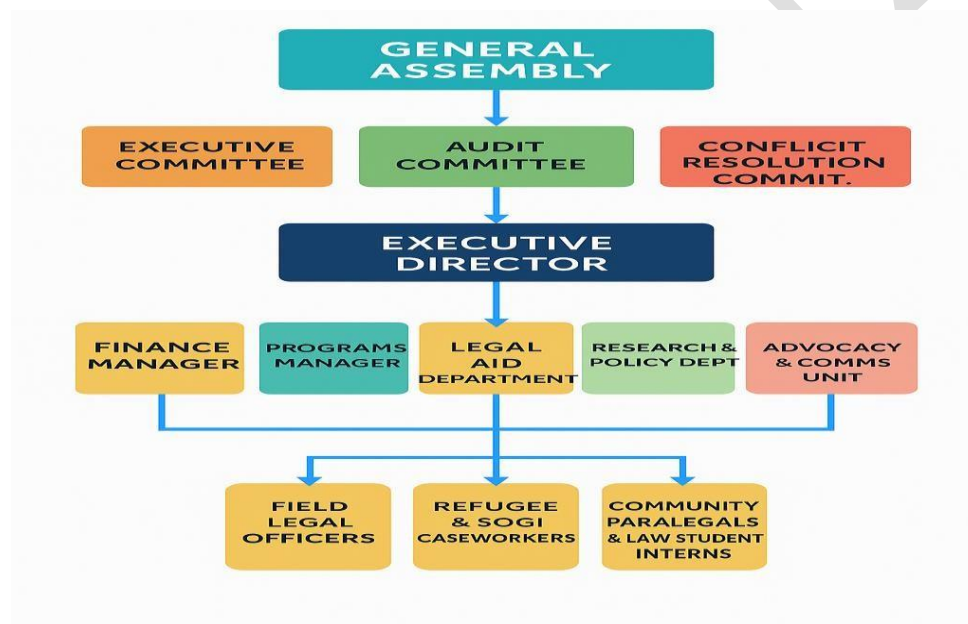 GENERAL
ASSEMBLY
EXECUTIVE
COMMITTEE
AUDIT
COMMITTEE
CONFLICIT
RESOLUTION
COMMIT.
EXECUTIVE
DIRECTOR
FINANCE
MANAGER
PROGRAMS
MANAGER
LEGAL
AID
DEPARTMENT
RESEARCH &
POLICY DEPT
ADVOCACY
& COMMS
UNIT
FIELD
LEGAL
OFFICERS
REFUGEE
& SOGI
CASEWORKERS
COMMUNITY
PARALEGALS
& LAW STUDENT
INTERNS